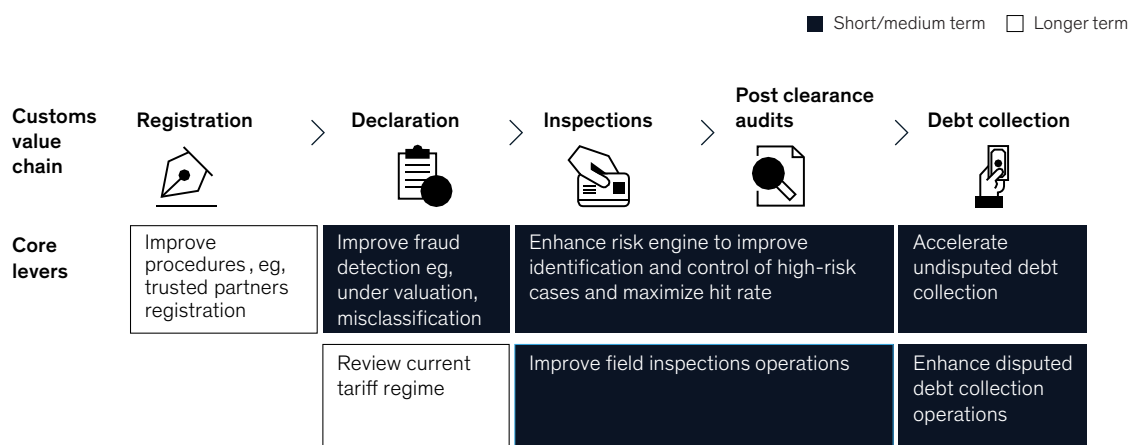 Short/medium term
Longer term
Customs
value
chain
Registration
Declaration
Inspections
Post clearance
audits
Debt collection
Core
levers
Improve
procedures , eg,
trusted partners
registration
Improve fraud
detection eg,
under valuation,
misclassification
Enhance risk engine to improve
identification and control of high-risk
cases and maximize hit rate
Accelerate
undisputed debt
collection
Review current
tariff regime
Improve field inspections operations
Enhance disputed
debt collection
operations